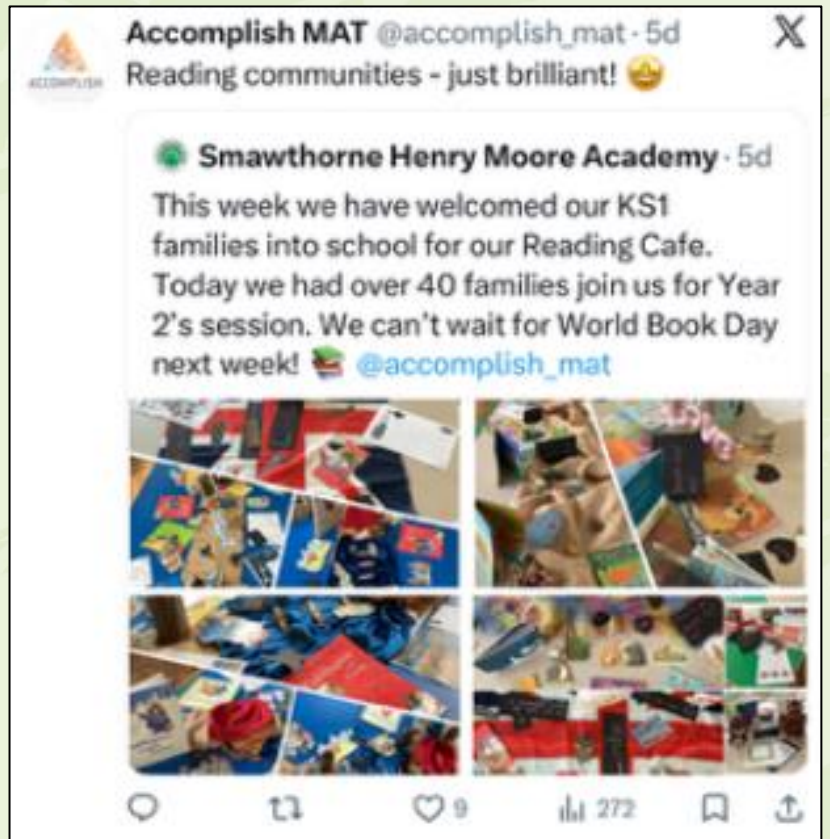 Accomplish MAT @accomplish_mat · 5d
ACCOMPLISH
Reading communities - just brilliant! 🤩
Smawthorne Henry Moore Academy · 5d
This week we have welcomed our KS1
families into school for our Reading Cafe.
Today we had over 40 families join us for Year
2's session. We can't wait for World Book Day
next week! 📚 @accomplish_mat
9
272